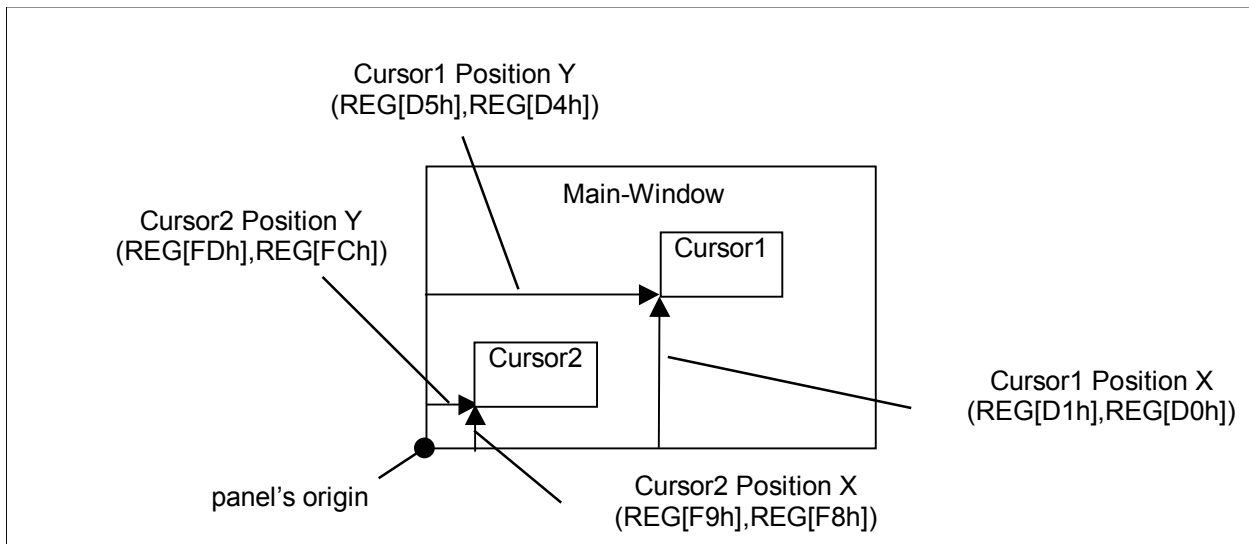 Cursor1 Position Y
(REG[D5h],REG[D4h])
Main-Window
Cursor2 Position Y
(REG[FDh],REG[FCh])
Cursor1
Cursor2
Cursor1 Position X
(REG[D1h],REG[D0h])
panel’s origin
Cursor2 Position X
(REG[F9h],REG[F8h])